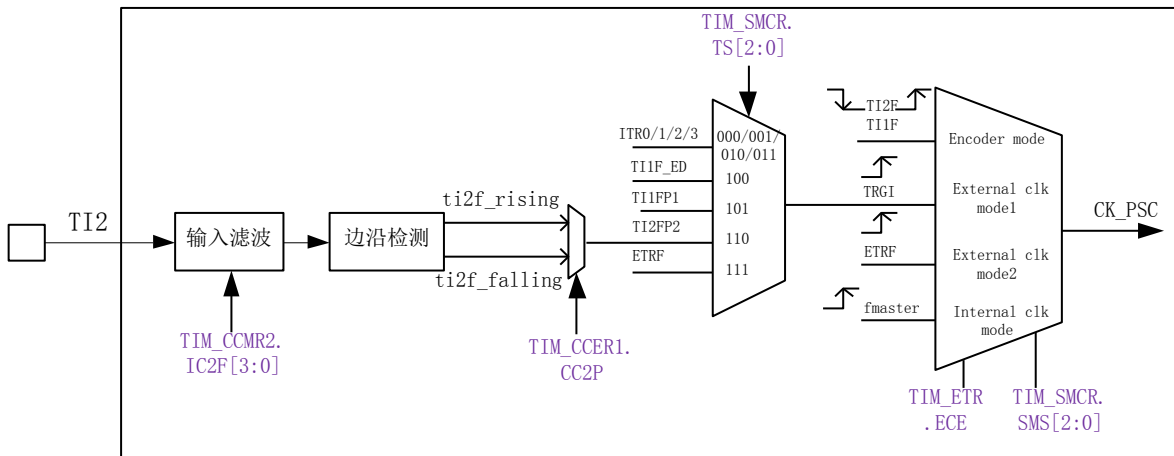 TIM_SMCR.
TS[2:0]
TI2F
TI1F
ITR0/1/2/3
000/001/
010/011
Encoder mode
TI1F_ED
100
TRGI
External clk
mode1
ti2f_rising
TI1FP1
101
CK_PSC
TI2
输入滤波
边沿检测
TI2FP2
110
ETRF
111
ETRF
External clk
mode2
ti2f_falling
fmaster
Internal clk
mode
TIM_CCMR2.
IC2F[3:0]
TIM_CCER1.
CC2P
TIM_ETR
.ECE
TIM_SMCR.
SMS[2:0]